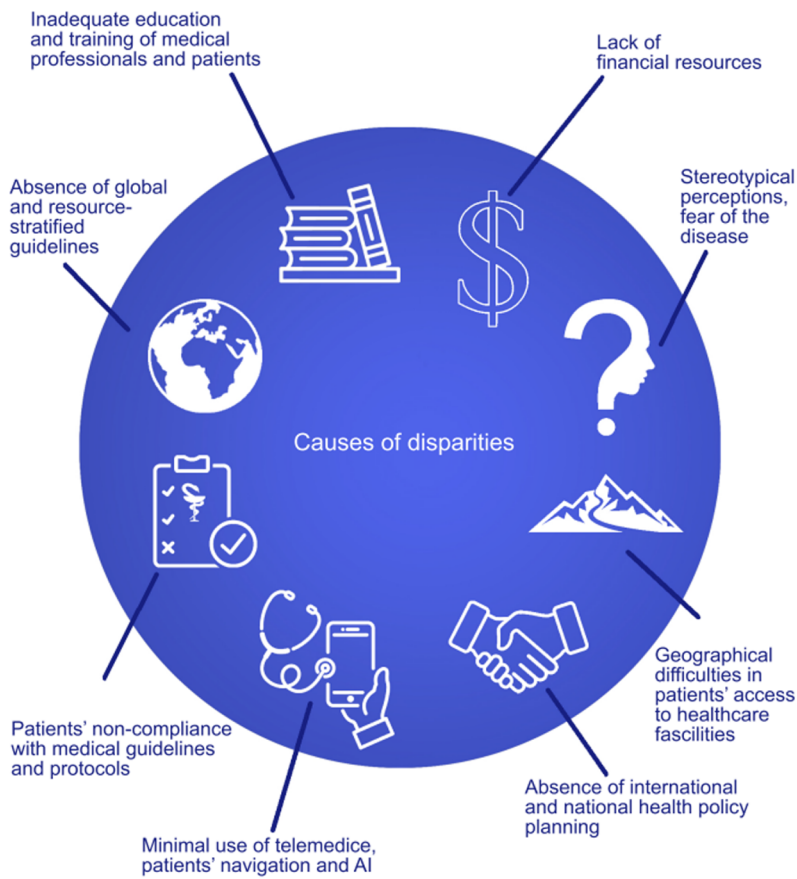 Inadequate education
and training of medical
professionals and patients
Lack of
financial resources
Absence of global
and resource-
stratified
guidelines
Stereotypical
perceptions,
fear of the
disease
Causes of disparities
Geographical
difficulties in
patients' access
to healthcare
fascilities
Patients' non-compliance
with medical guidelines
and protocols
Absence of international
and national health policy
planning
Minimal use of telemedice,
patients' navigation and AI